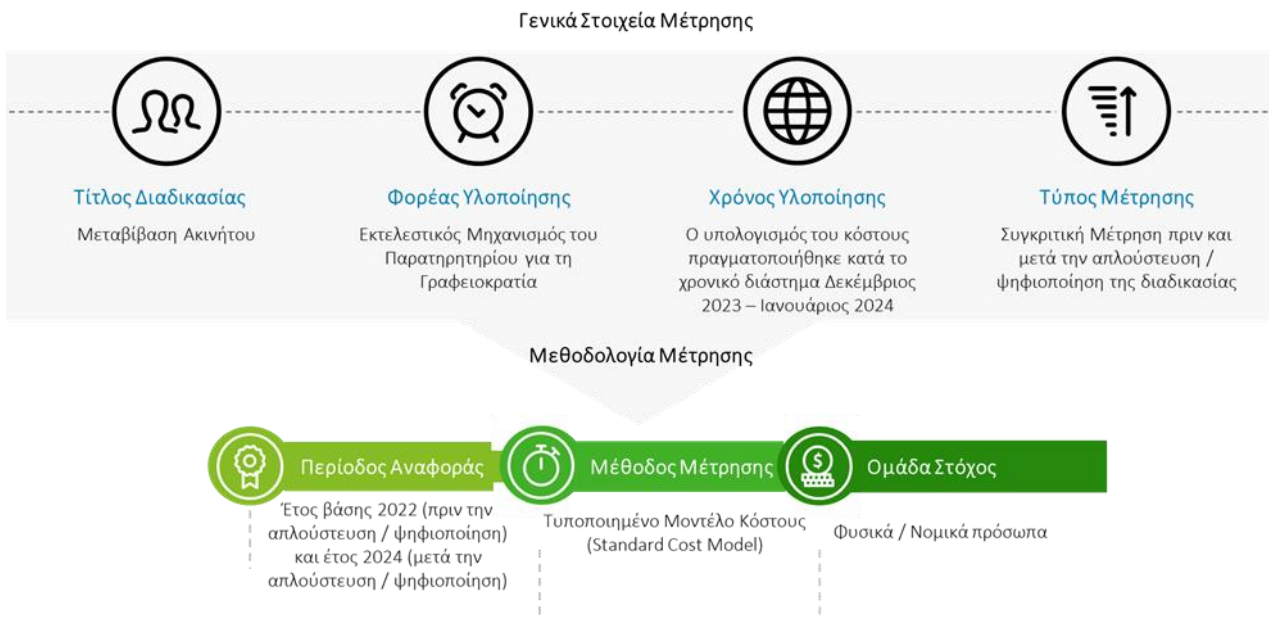 Γενικά Στοιχεία Μέτρησης
Τίτλος Διαδικασίας
Μεταβίβαση Ακινήτου
Φορέας Υλοποίησης
Εκτελεστικός Μηχανισμός του
Παρατηρητηρίου για τη
Γραφειοκρατία
Χρόνος Υλοποίησης
Ο υπολογισμός του κόστους
πραγματοποιήθηκε κατά το
χρονικό διάστημα Δεκέμβριος
2023 – Ιανουάριος 2024
Τύπος Μέτρησης
Συγκριτική Μέτρηση πριν και
μετά την απλούστευση /
ψηφιοποίηση της διαδικασίας
Μεθοδολογία Μέτρησης
Περίοδος Αναφοράς
Έτος βάσης 2022 (πριν την
απλούστευση / ψηφιοποίηση)
και έτος 2024 (μετά την
απλούστευση / ψηφιοποίηση)
Μέθοδος Μέτρησης
Τυποποιημένο Μοντέλο Κόστους
(Standard Cost Model)
$
Ομάδα Στόχος
Φυσικά / Νομικά πρόσωπα